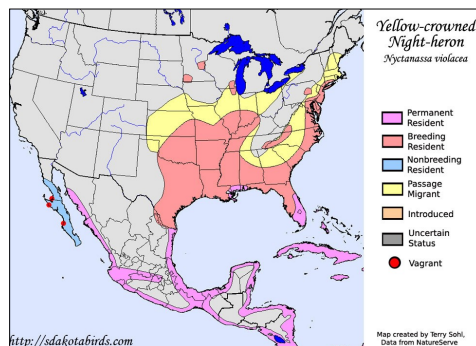 Yellow-crowned
Night-heron
Nyctanassa violacea
Permanent
Resident
Breeding
Resident
Nonbreeding
Resident
Passage
Migrant
Introduced
Uncertain
Status
Vagrant
http://sdakotabirds.com
Map created by Terry Sohl,
Data from NatureServe